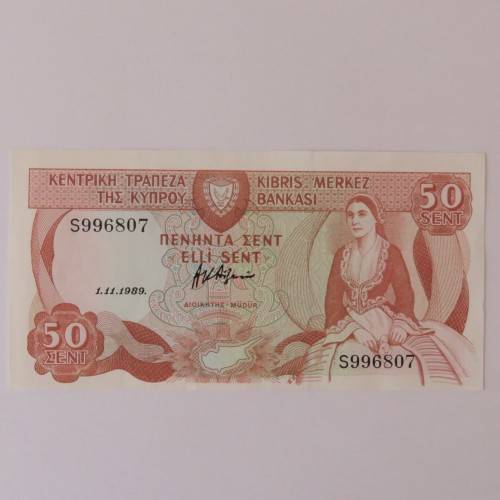 ΚΕΝΤΡΙΚΗ ΤΡΑΠΕΖΑ
ΤΗΣ ΚΥΠΡΟΥ
KIBRIS MERKEZ
BANKASI
50
SENT
S996807
ΠΕΝΗΝΤΑ ΣΕΝΤ
ELLİ SENT
1.11.1989.
ΔΙΟΙΚΗΤΗΣ - MÜDÜR
50
ΣΕΝΤ
S996807